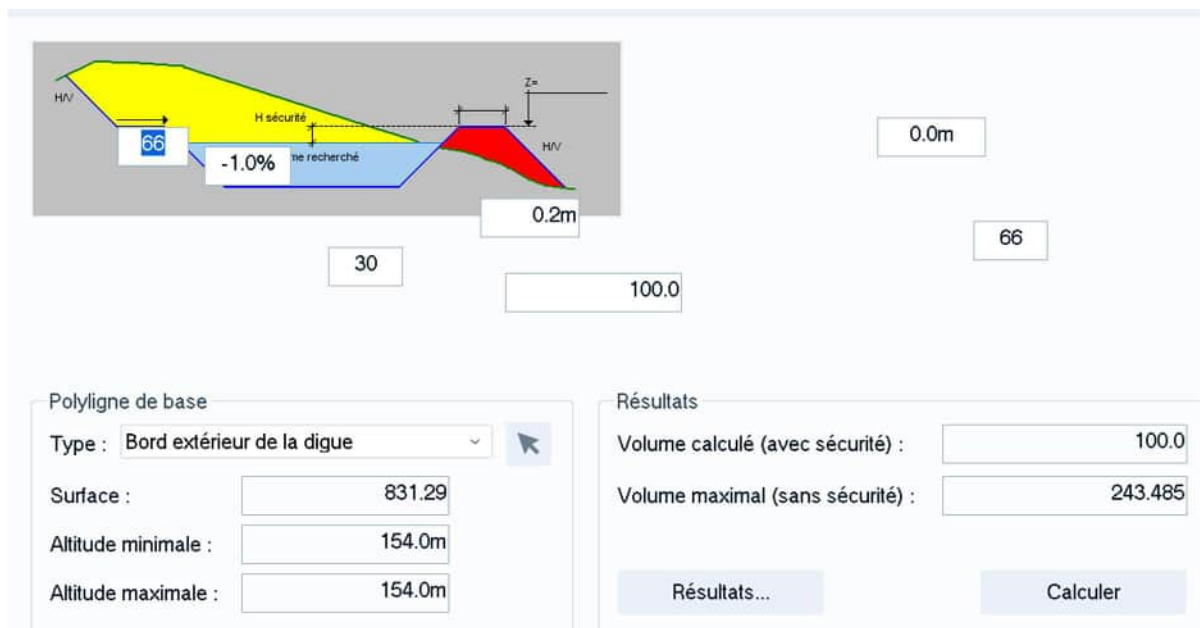 Z=
H/V
H sécurité
0.0m
66
me recherché
H/V
-1.0%
0.2m
66
30
100.0
Polyligne de base
Type : Bord extérieur de la digue
Surface : 831.29
Altitude minimale : 154.0m
Altitude maximale : 154.0m
Résultats
Volume calculé (avec sécurité) : 100.0
Volume maximal (sans sécurité) : 243.485
Résultats...
Calculer